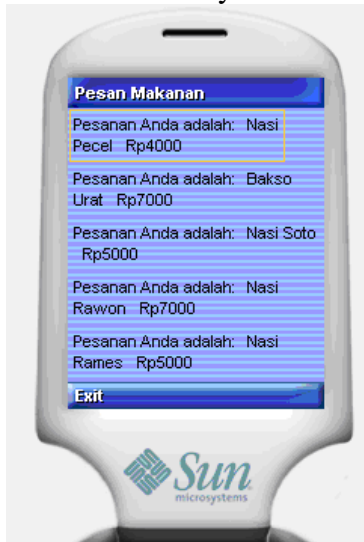 Pesan Makanan
Pesanan Anda adalah: Nasi
Pecel Rp4000
Pesanan Anda adalah: Bakso
Urat Rp7000
Pesanan Anda adalah: Nasi Soto
Rp5000
Pesanan Anda adalah: Nasi
Rawon Rp7000
Pesanan Anda adalah: Nasi
Rames Rp5000
Exit
Sun
microsystems